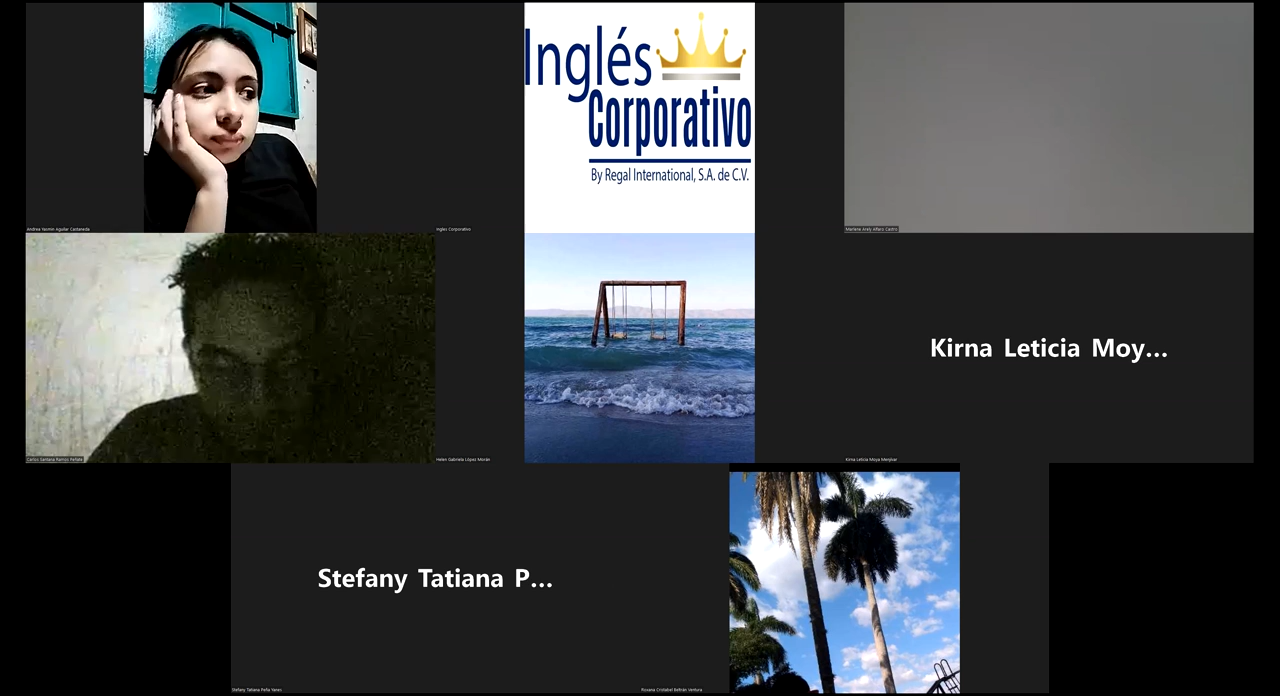 Inglés
Corporativo
By Regal International, S.A. de C.V.
Andrea Yasmin Aguilar Castaneda
Inglés Corporativo
Marlene Arely Alfaro Castro
Kirna Leticia Moy...
Carlos Santana Ramos Peñate
Helen Gabriela López Morán
Kirna Leticia Moya Menjivar
Stefany Tatiana P...
Stefany Tatiana Peña Yanes
Roxana Cristabel Beltrán Ventura